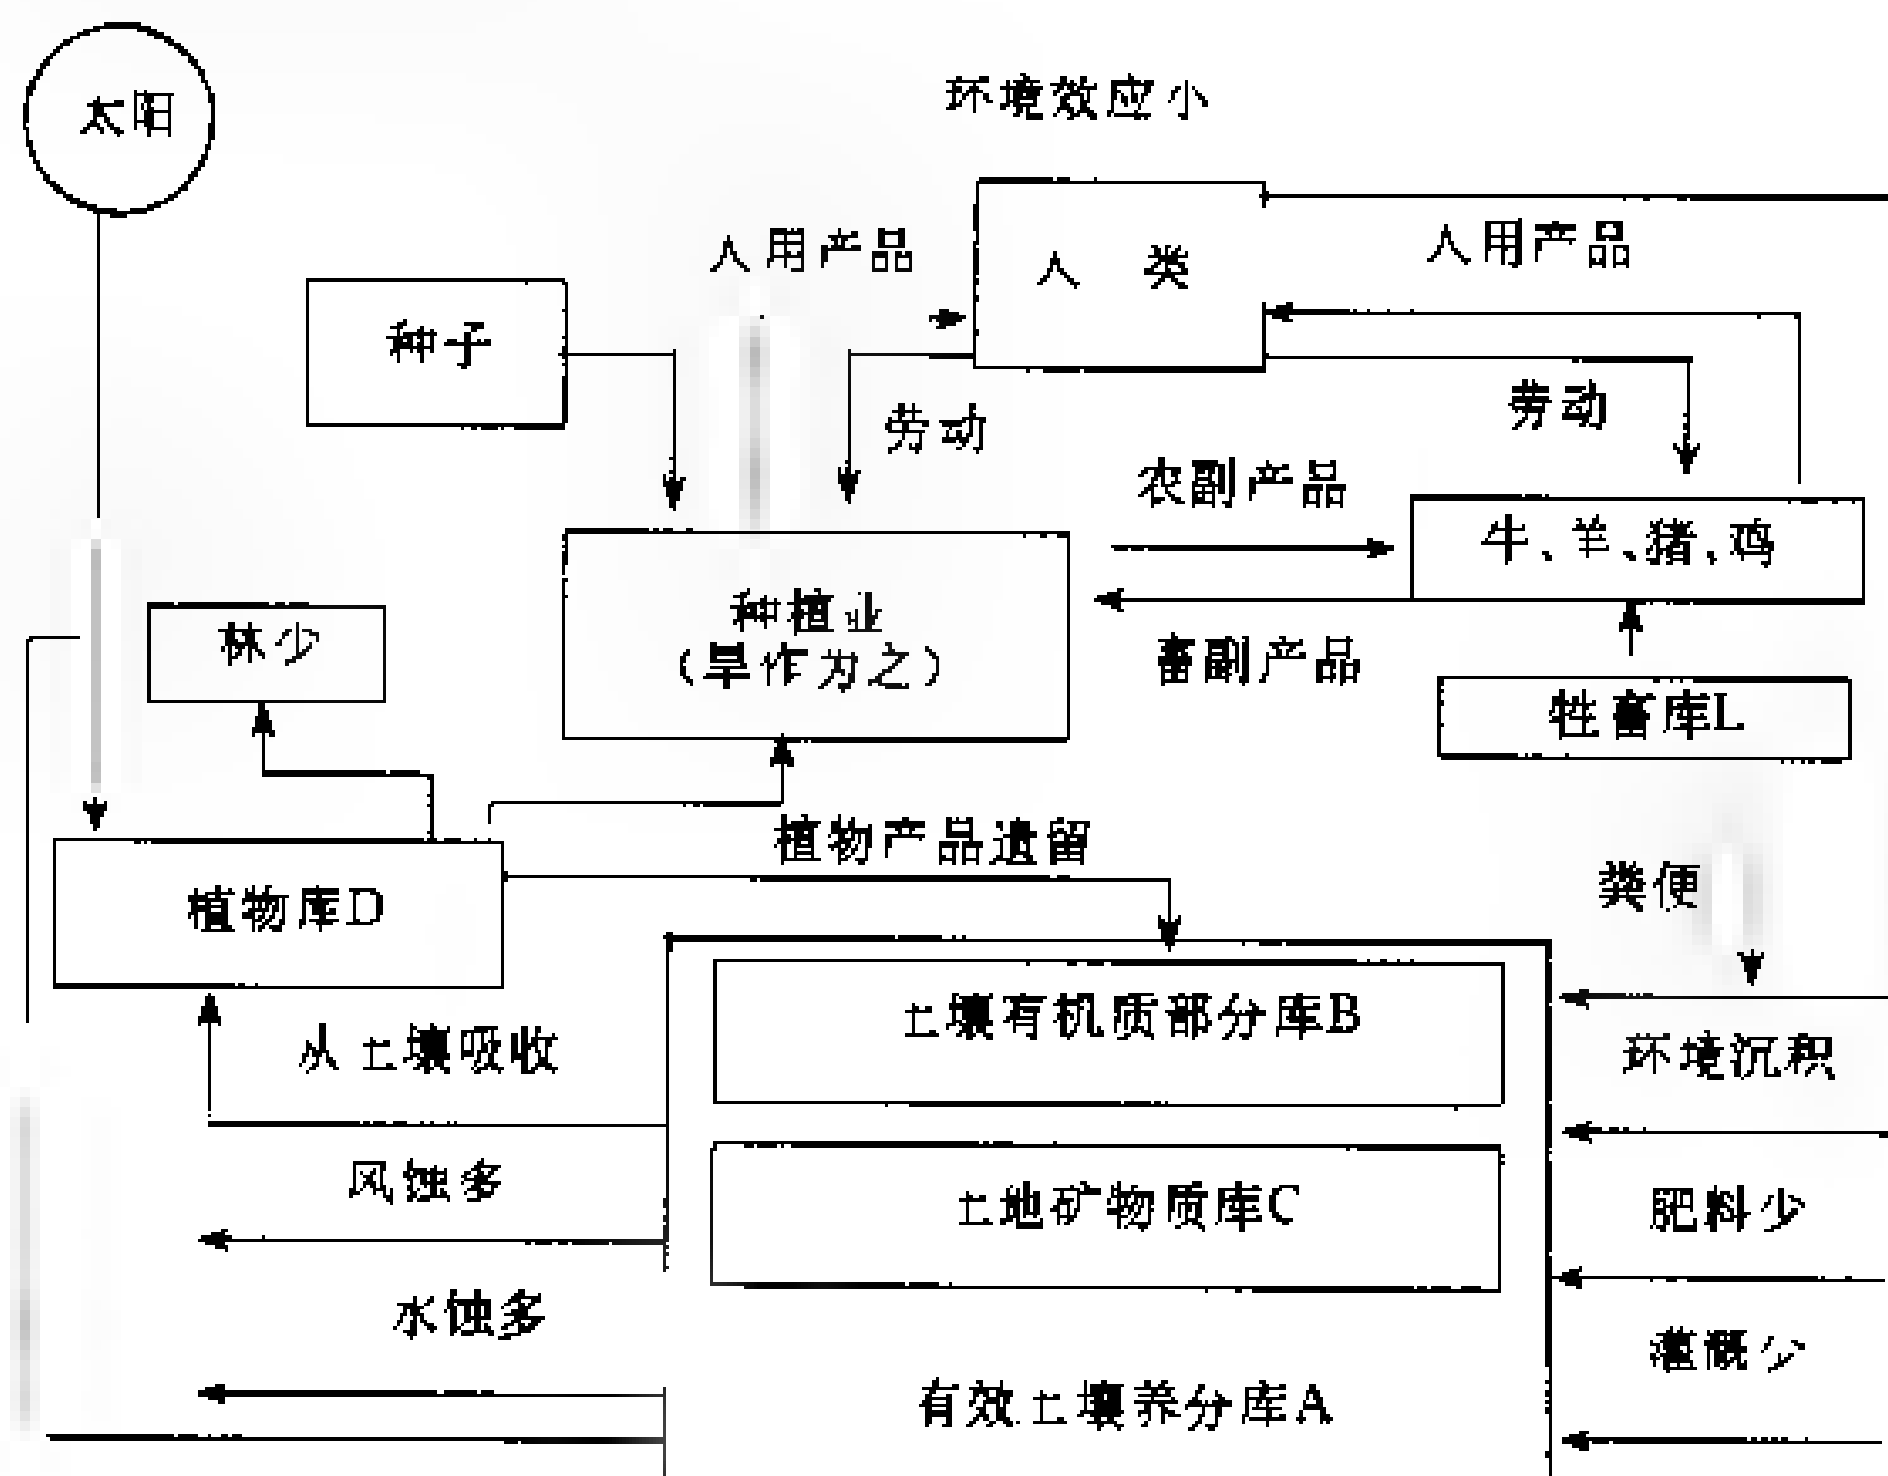 太阳
环境效应小
人用产品
人类
人用产品
种子
劳动
劳动
农副产品
牛、羊、猪、鸡
种植业
(旱作为之)
林少
畜副产品
牲畜库L
植物产品遗留
植物库D
粪便
土壤有机质部分库B
从土壤吸收
环境沉积
风蚀多
土地矿物质库C
肥料少
水蚀多
灌溉少
有效土壤养分库A